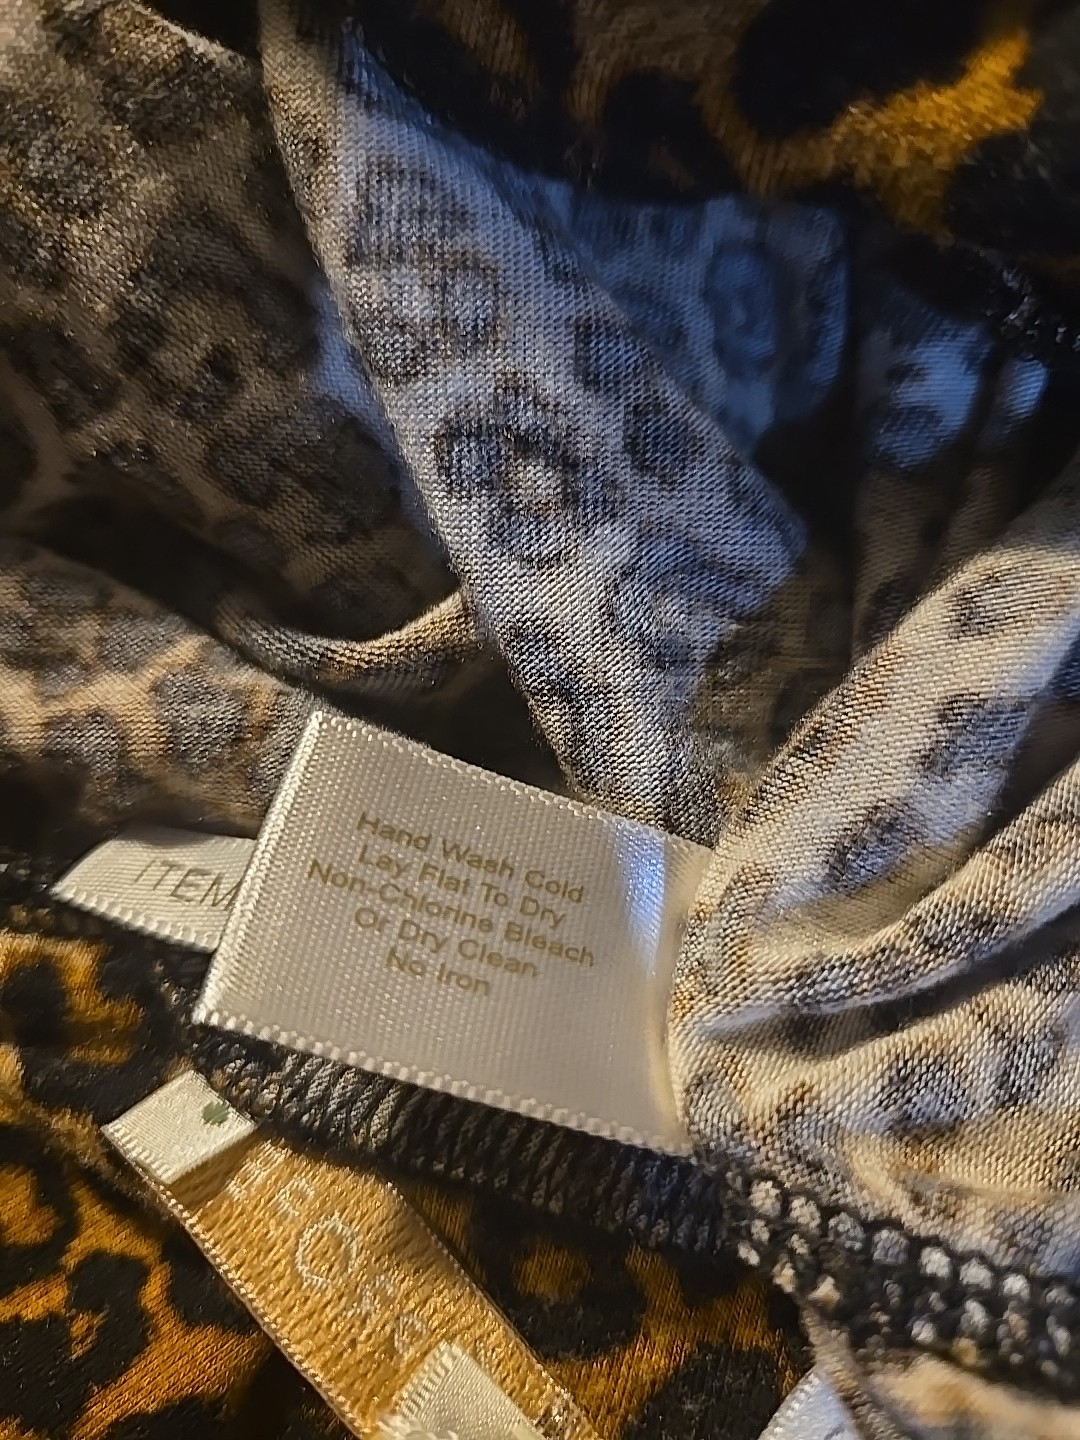 Hand Wash Cold
Lay Flat To Dry
Non-Chlorine Bleach
Or Dry Clean
No Iron
ITEM